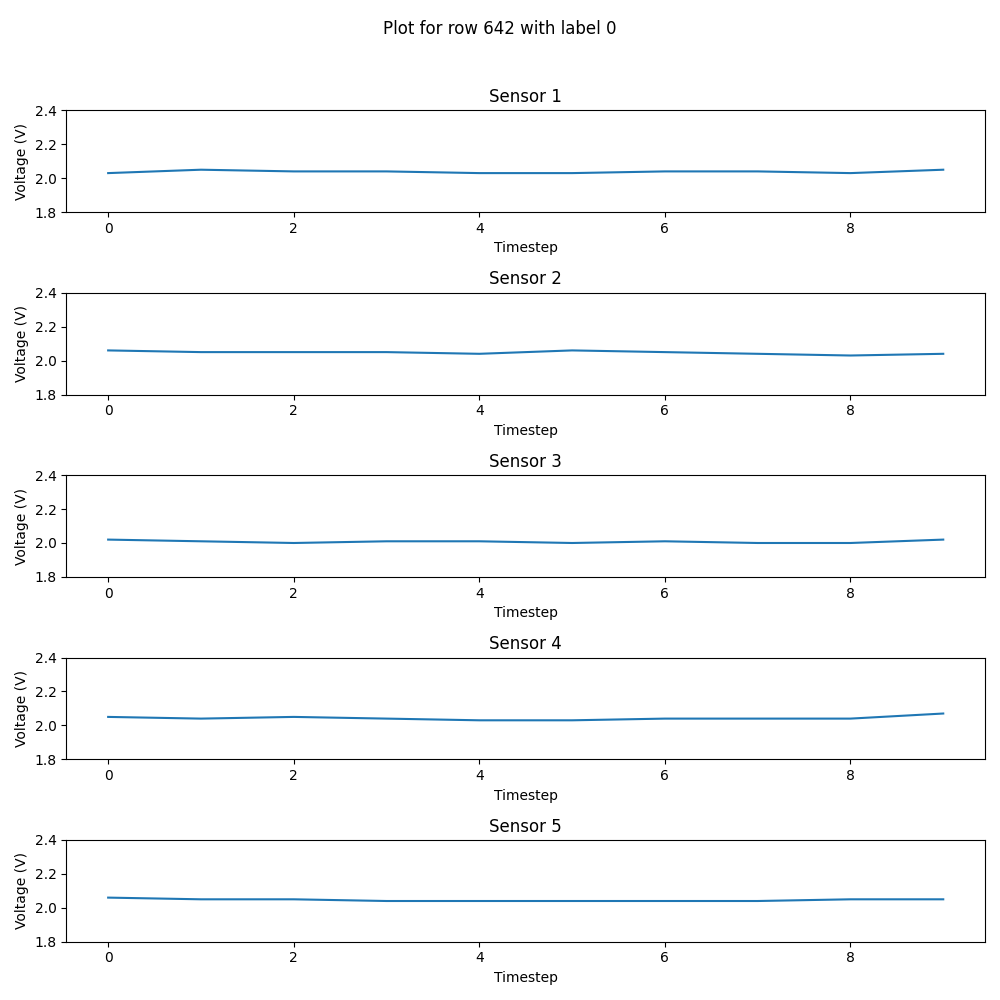 Plot for row 642 with label 0
Sensor 1
Voltage (V)
2.4
2.2
2.0
1.8
0 2 4 6 8
Timestep
Sensor 2
Voltage (V)
2.4
2.2
2.0
1.8
0 2 4 6 8
Timestep
Sensor 3
Voltage (V)
2.4
2.2
2.0
1.8
0 2 4 6 8
Timestep
Sensor 4
Voltage (V)
2.4
2.2
2.0
1.8
0 2 4 6 8
Timestep
Sensor 5
Voltage (V)
2.4
2.2
2.0
1.8
0 2 4 6 8
Timestep